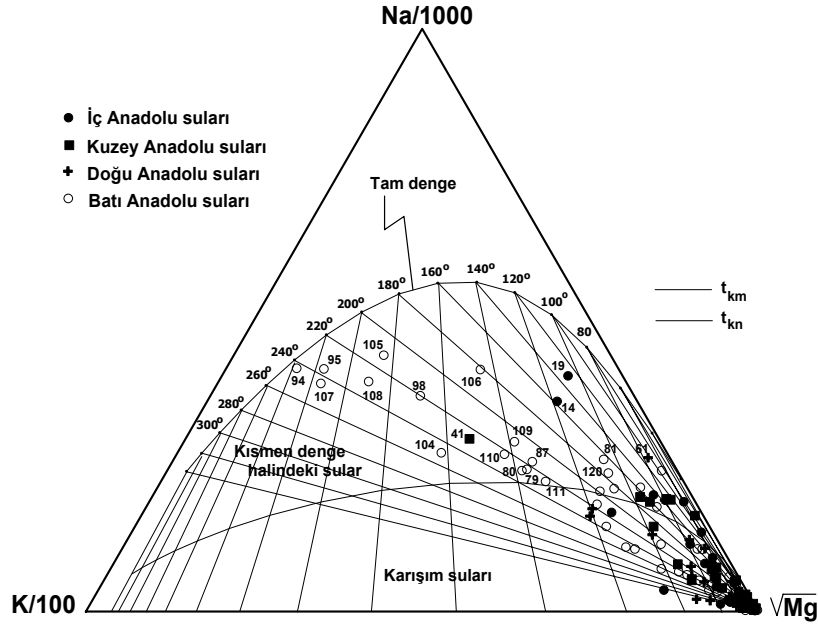 Na/1000
İç Anadolu suları
Kuzey Anadolu suları
Doğu Anadolu suları
Batı Anadolu suları
Tam denge
t km
t kn
300°
280°
260°
240°
220°
200°
180°
160°
140°
120°
100°
80
94
95
105
107
108
98
106
19
14
41
104
109
110
87
80
79
111
81
120
61
Kısmen denge
halindeki sular
Karışım suları
K/100
√Mg